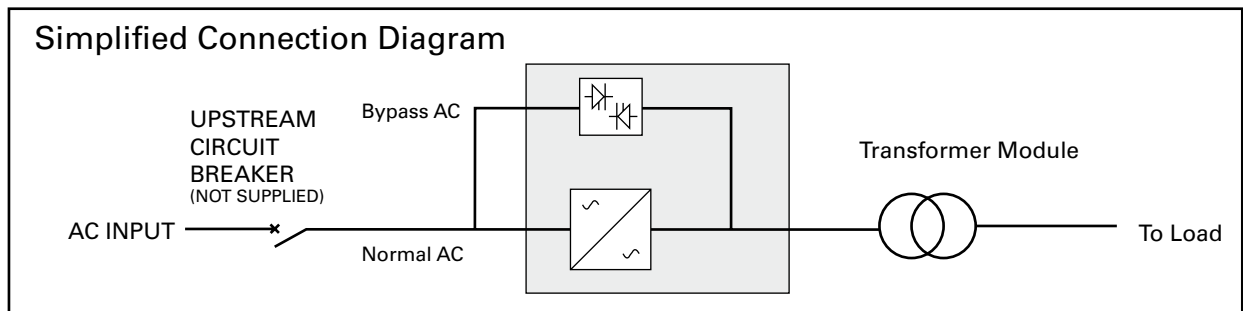 Simplified Connection Diagram
Bypass AC
UPSTREAM
CIRCUIT
BREAKER
(NOT SUPPLIED)
Transformer Module
AC INPUT
Normal AC
To Load